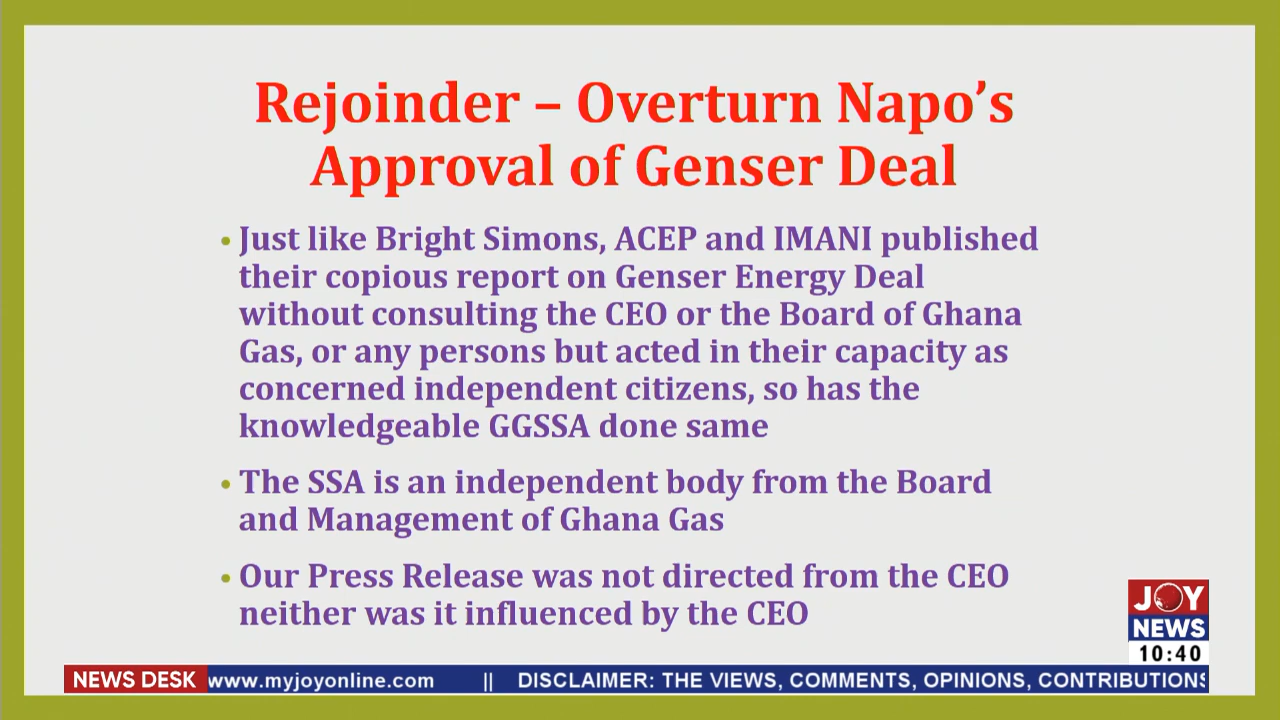 Rejoinder – Overturn Napo’s
Approval of Genser Deal
• Just like Bright Simons, ACEP and IMANI published
their copious report on Genser Energy Deal
without consulting the CEO or the Board of Ghana
Gas, or any persons but acted in their capacity as
concerned independent citizens, so has the
knowledgeable GGSSA done same
• The SSA is an independent body from the Board
and Management of Ghana Gas
• Our Press Release was not directed from the CEO
neither was it influenced by the CEO
JOY
NEWS
10:40
NEWS DESK www.myjoyonline.com || DISCLAIMER: THE VIEWS, COMMENTS, OPINIONS, CONTRIBUTIONS